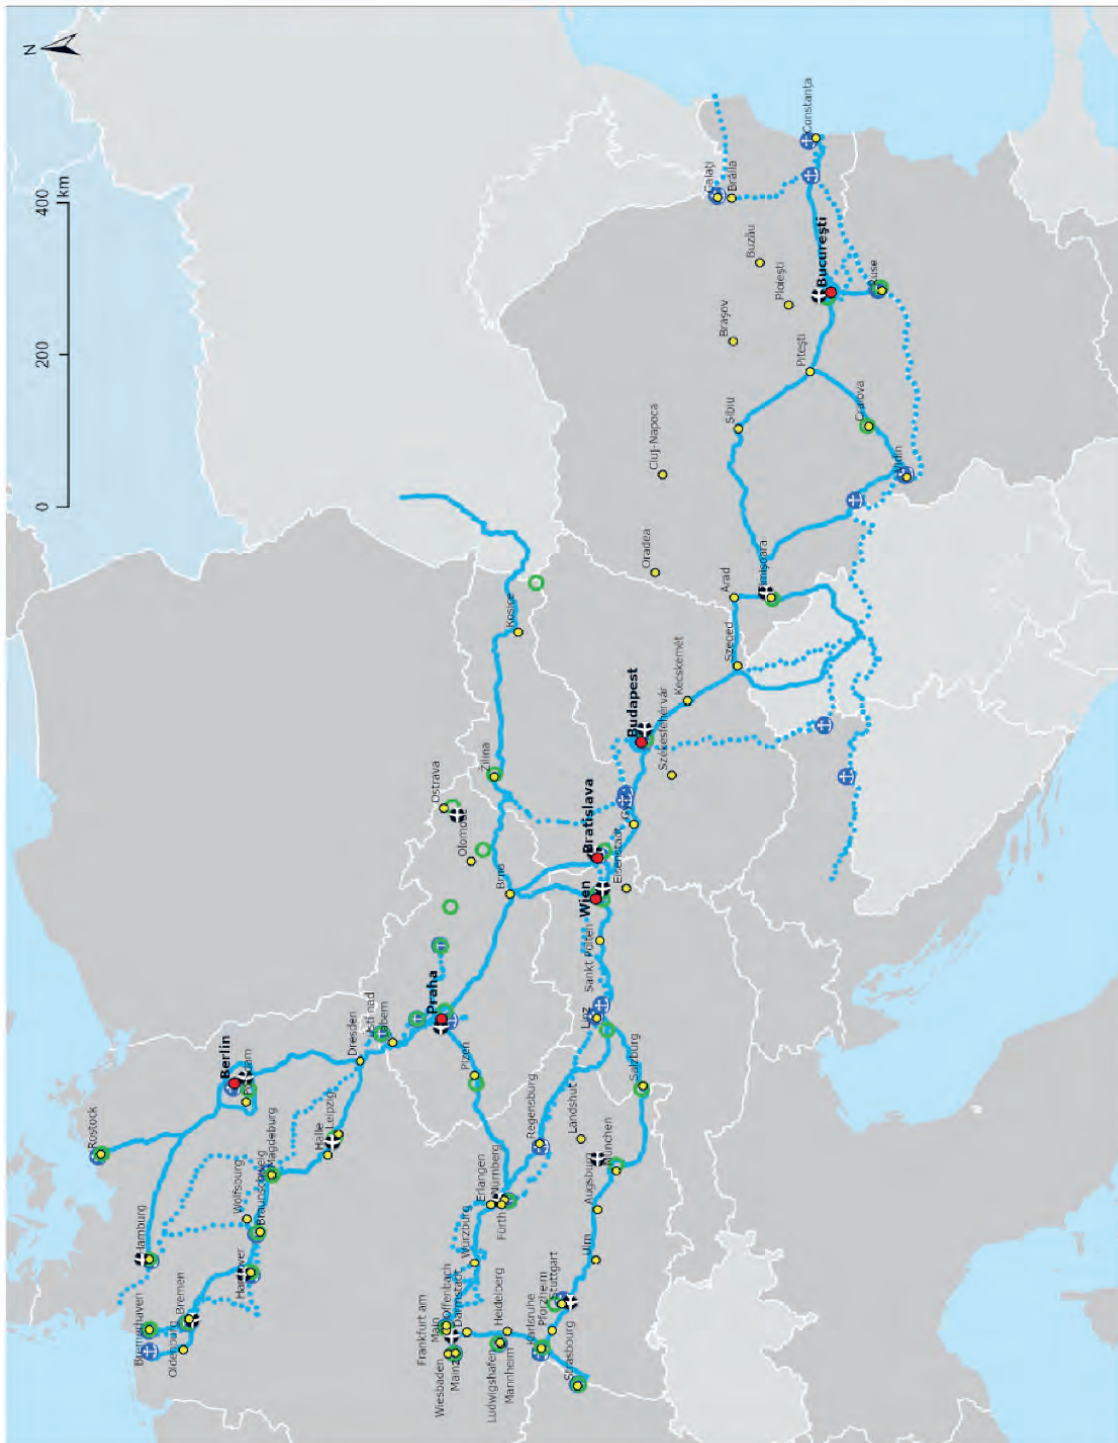 N
0
200
400
km
Rostock
Hamburg
Berlin
Bremerhaven
Bremen
Oldenburg
Wolfsburg
Braunschweig
Magdeburg
Halle
Leipzig
Dresden
Praha
Plzeň
Ostrava
Olomouc
Brno
Žilina
Košice
Frankfurt am
Main
Offenbach
Darmstadt
Wiesbaden
Mainz
Würzburg
Erlangen
Nürnberg
Fürth
Regensburg
Landshut
Ludwigshafen
Mannheim
Heidelberg
Karlsruhe
Pforzheim
Stuttgart
Strasbourg
Ulm
Augsburg
München
Salzburg
Linz
Sankt Pölten
Wien
Eisenstadt
Bratislava
Budapest
Székesfehérvár
Kecskemét
Szeged
Arad
Timișoara
Oradea
Cluj-Napoca
Sibiu
Brașov
Pitești
Craiova
Vidin
Ploiești
Buzău
București
Ruse
Galați
Brăila
Constanța